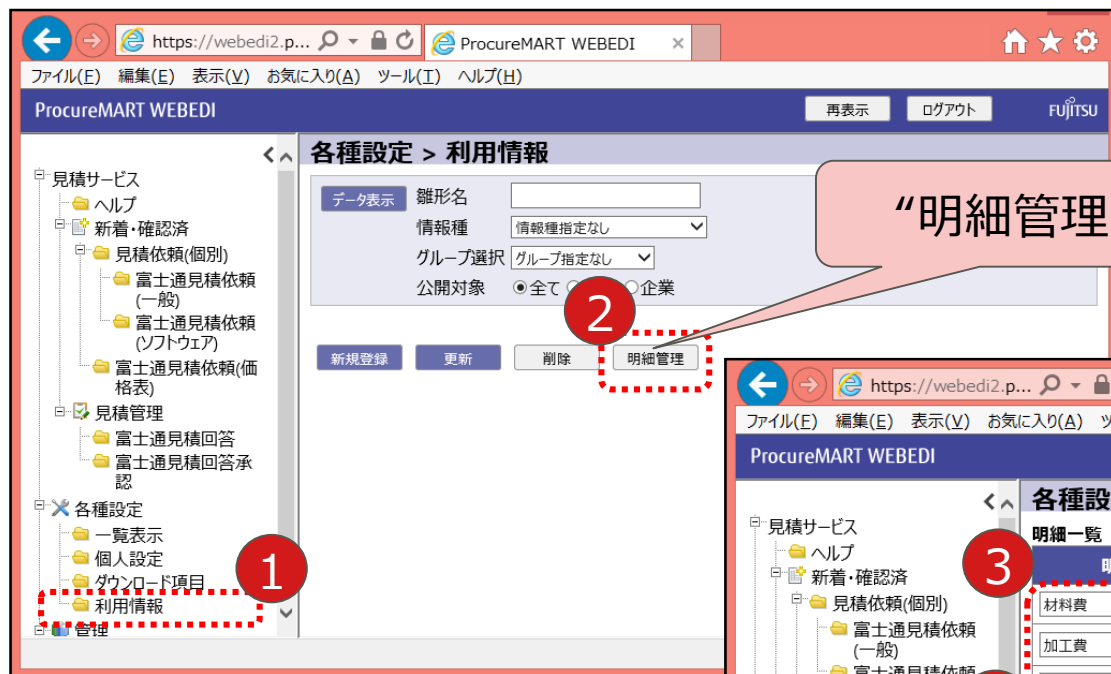 https://webedi2.p...
ProcureMART WEBEDI
×
ファイル(F) 編集(E) 表示(V) お気に入り(A) ツール(T) ヘルプ(H)
ProcureMART WEBEDI
再表示
ログアウト
FUJITSU
見積サービス
ヘルプ
新着・確認済
見積依頼(個別)
富士通見積依頼
(一般)
富士通見積依頼
(ソフトウェア)
富士通見積依頼(価
格表)
見積管理
富士通見積回答
富士通見積回答承
認
各種設定
一覧表示
個人設定
ダウンロード項目
利用情報
管理
1
各種設定 > 利用情報
データ表示
雛形名
情報種 情報種指定なし
グループ選択 グループ指定なし
公開対象 全て 企業
2
新規登録
更新
削除
明細管理
“明細管理
https://webedi2.p...
ファイル(F) 編集(E) 表示(V) お気に入り(A)
ProcureMART WEBEDI
見積サービス
ヘルプ
新着・確認済
見積依頼(個別)
富士通見積依頼
(一般)
富士通見積依頼
各種設
明細一覧
3
材料費
加工費